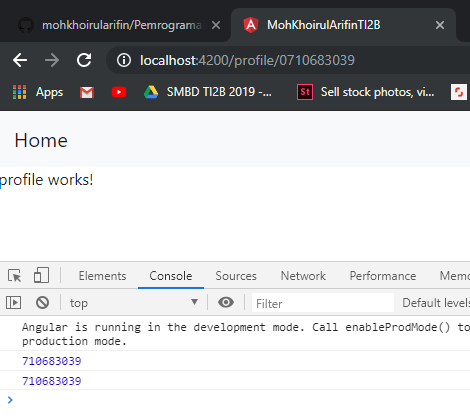 mohkhoirularifin/Pemrograma
MohKhoirulArifinTI2B
localhost:4200/profile/0710683039
Apps
SMBD TI2B 2019 -...
St
Sell stock photos, vi...
Home
profile works!
Elements Console Sources Network Performance Memo
top
Filter
Default levels
Angular is running in the development mode. Call enableProdMode() to
production mode.
710683039
710683039